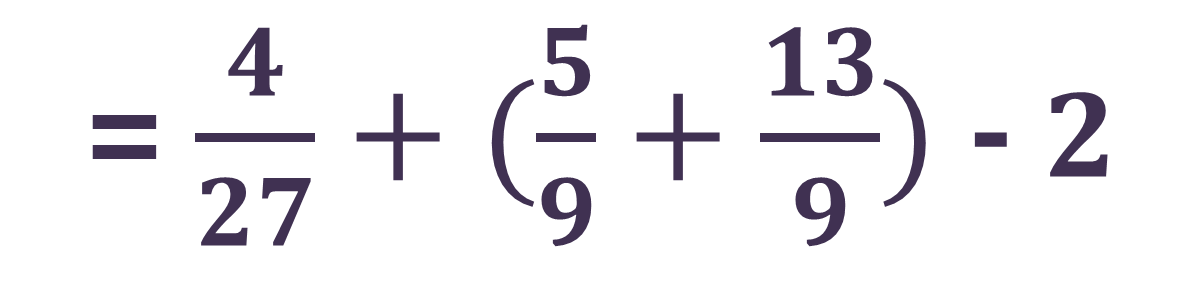 = 4/27 + (5/9 + 13/9) - 2